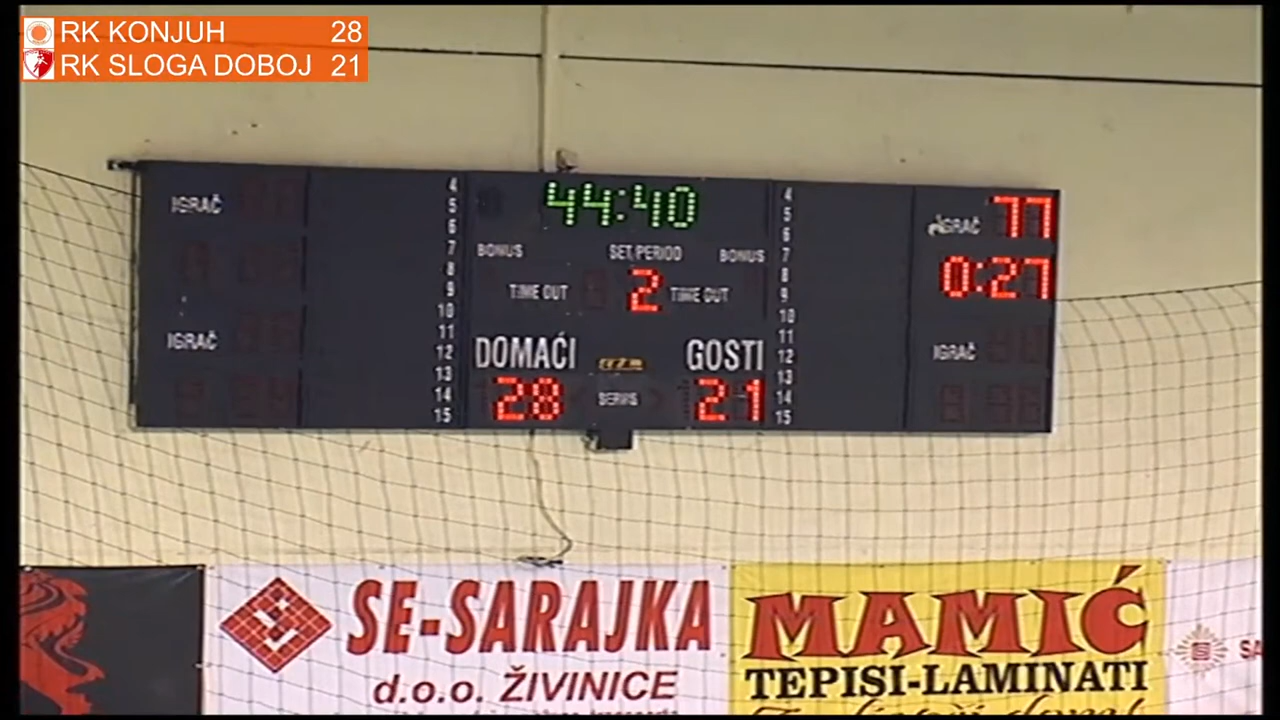 RK KONJUH 28
RK SLOGA DOBOJ 21
IGRAČ
4
5
6
7
8
9
10
11
12
13
14
15
44:40
BONUS SET, PERIOD BONUS
TIME OUT 2 TIME OUT
DOMAĆI GOSTI
28 SERVIS 21
4
5
6
7
8
9
10
11
12
13
14
15
IGRAČ 77
0:27
IGRAČ
IGRAČ
SE-SARAJKA
d.o.o. ŽIVINICE
MAMIĆ
TEPISI-LAMINATI
SA